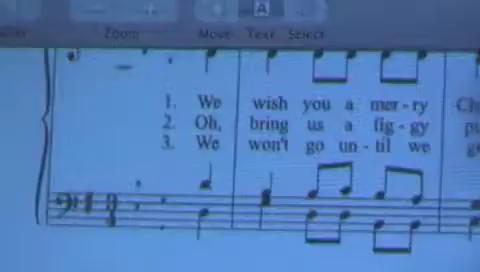 Zoom Move Text Select
A
1. We wish you a mer - ry
2. Oh, bring us a fig - gy
3. We won't go un - til we